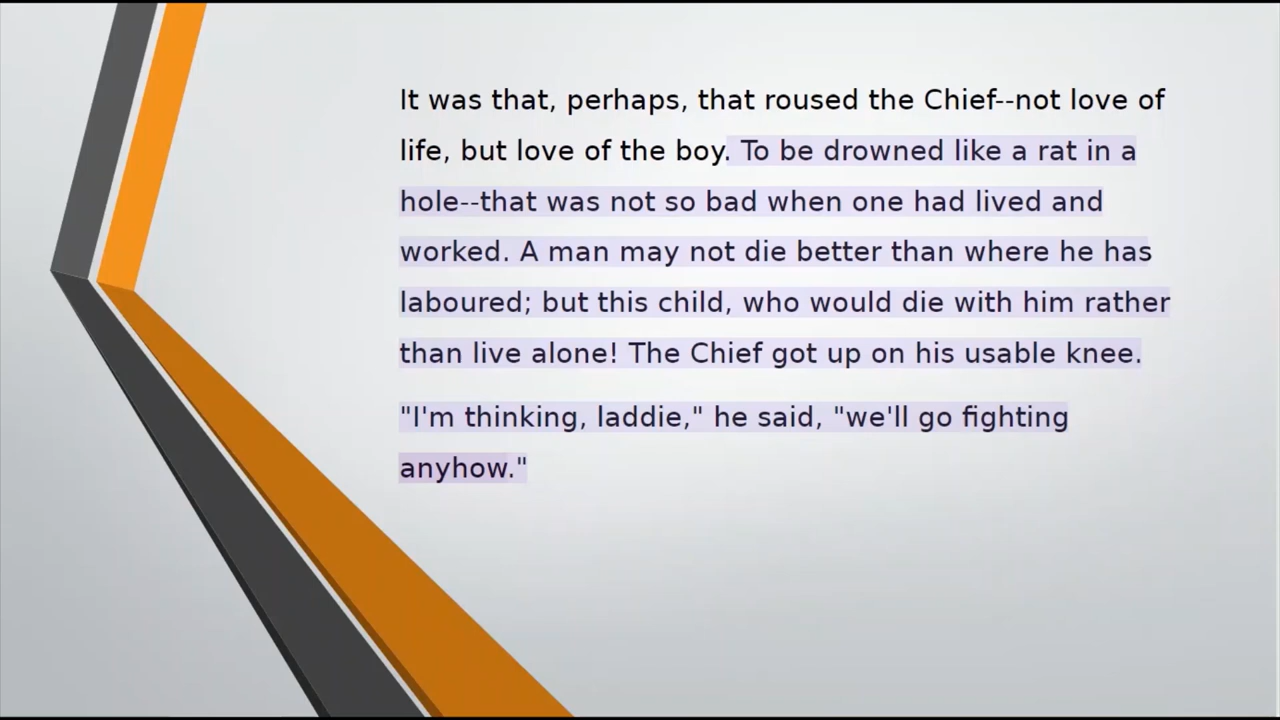 It was that, perhaps, that roused the Chief--not love of
life, but love of the boy. To be drowned like a rat in a
hole--that was not so bad when one had lived and
worked. A man may not die better than where he has
laboured; but this child, who would die with him rather
than live alone! The Chief got up on his usable knee.
"I'm thinking, laddie," he said, "we'll go fighting
anyhow."